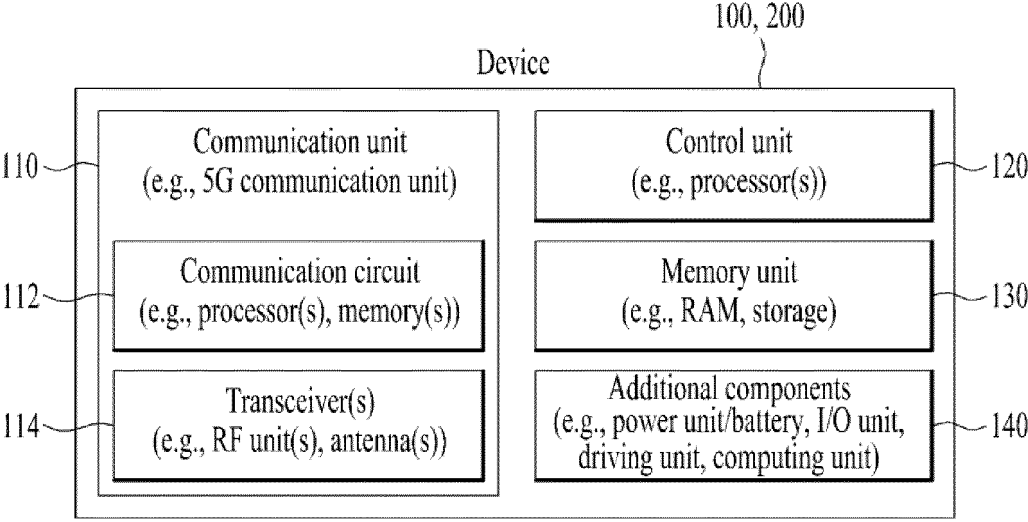 100, 200
Device
110
Communication unit
(e.g., 5G communication unit)
112
Communication circuit
(e.g., processor(s), memory(s))
114
Transceiver(s)
(e.g., RF unit(s), antenna(s))
Control unit
(e.g., processor(s))
120
Memory unit
(e.g., RAM, storage)
130
Additional components
(e.g., power unit/battery, I/O unit,
driving unit, computing unit)
140